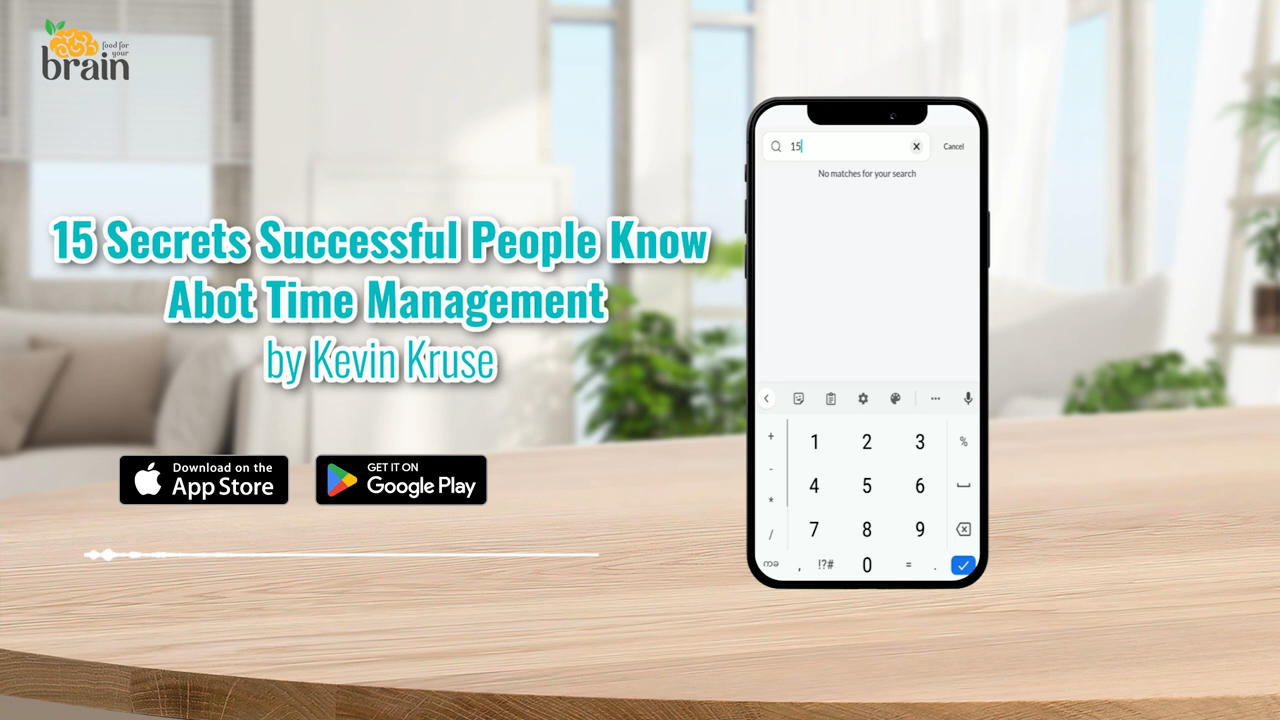 food for
your
brain
15 Secrets Successful People Know
Abot Time Management
by Kevin Kruse
Download on the
App Store
GET IT ON
Google Play
15
Cancel
No matches for your search
+ 1 2 3 %
- 4 5 6
*
/ 7 8 9
ကခ , !?# 0 = .